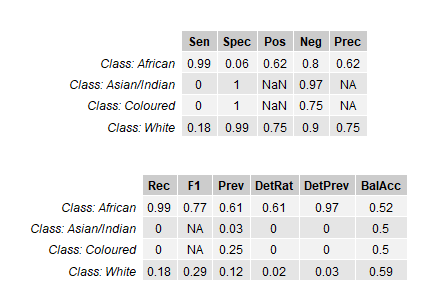 Sen Spec Pos Neg Prec
Class: African 0.99 0.06 0.62 0.8 0.62
Class: Asian/Indian 0 1 NaN 0.97 NA
Class: Coloured 0 1 NaN 0.75 NA
Class: White 0.18 0.99 0.75 0.9 0.75
Rec F1 Prev DetRat DetPrev BalAcc
Class: African 0.99 0.77 0.61 0.61 0.97 0.52
Class: Asian/Indian 0 NA 0.03 0 0 0.5
Class: Coloured 0 NA 0.25 0 0 0.5
Class: White 0.18 0.29 0.12 0.02 0.03 0.59